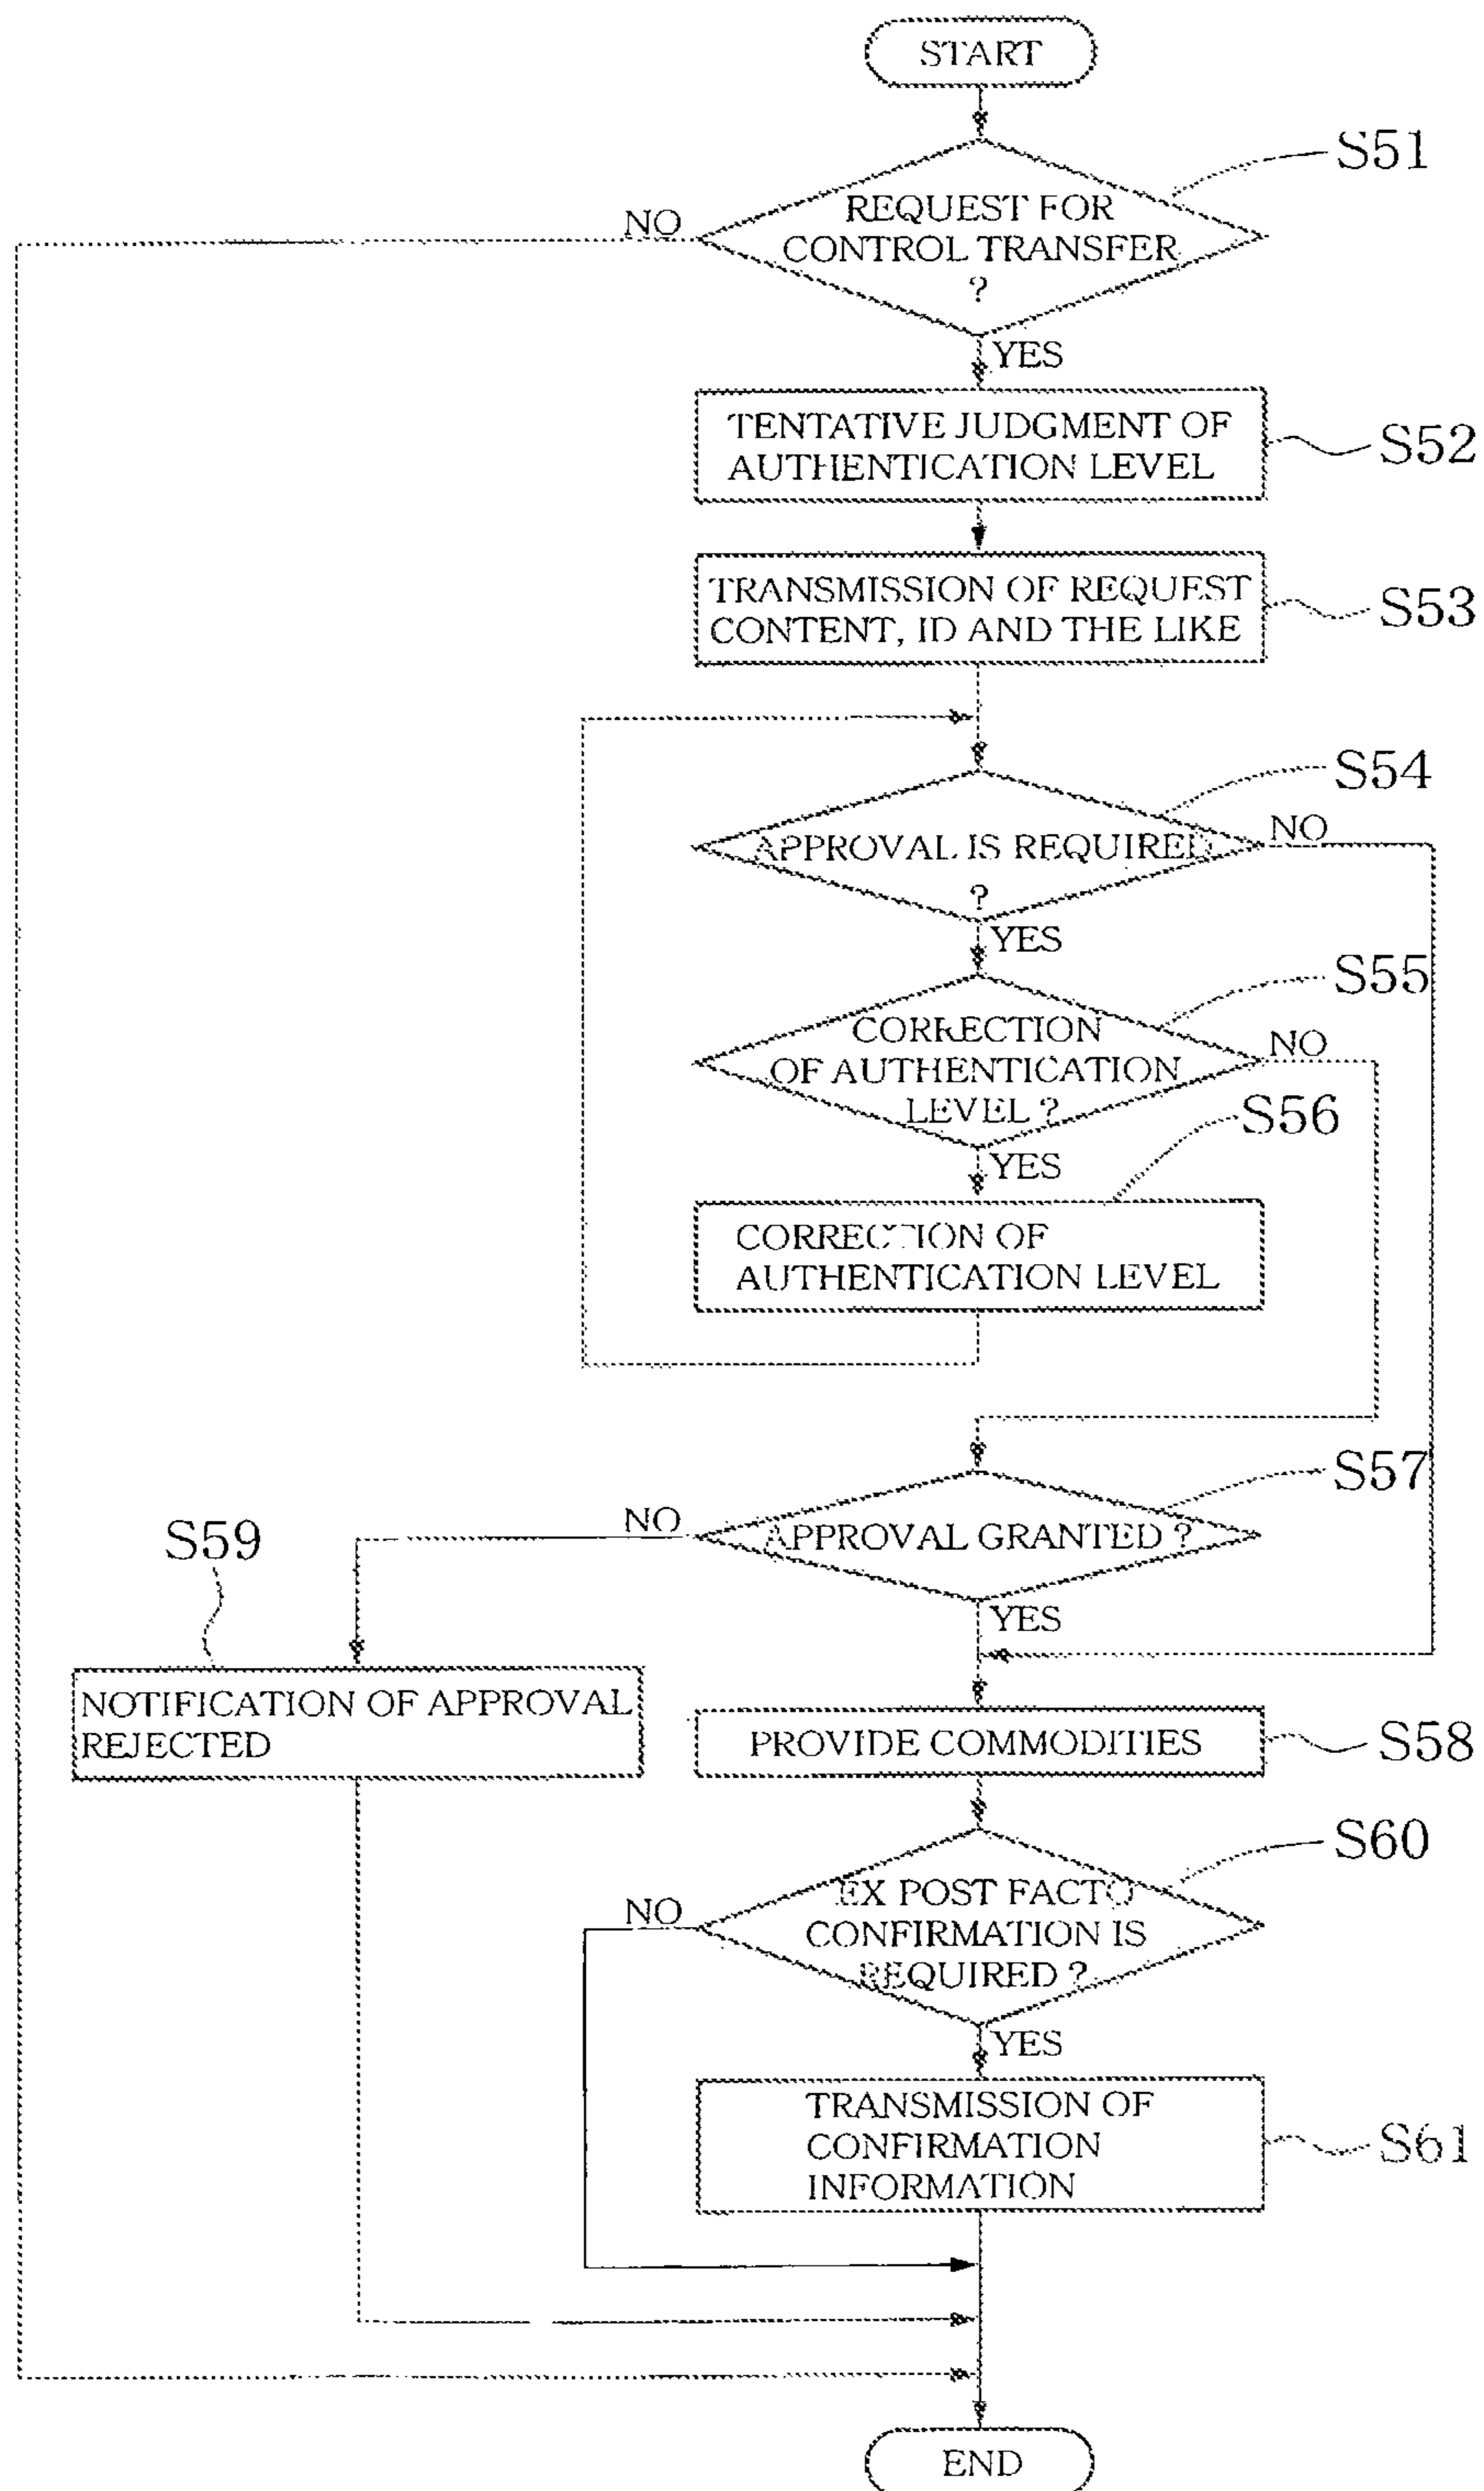 START
S51
REQUEST FOR
CONTROL TRANSFER
?
NO
YES
TENTATIVE JUDGMENT OF
AUTHENTICATION LEVEL
S52
TRANSMISSION OF REQUEST
CONTENT, ID AND THE LIKE
S53
S54
APPROVAL IS REQUIRED
?
NO
YES
S55
CORRECTION
OF AUTHENTICATION
LEVEL ?
NO
YES
S56
CORRECTION OF
AUTHENTICATION LEVEL
S57
APPROVAL GRANTED ?
NO
YES
S59
NOTIFICATION OF APPROVAL
REJECTED
PROVIDE COMMODITIES
S58
S60
EX POST FACTO
CONFIRMATION IS
REQUIRED ?
NO
YES
TRANSMISSION OF
CONFIRMATION
INFORMATION
S61
END